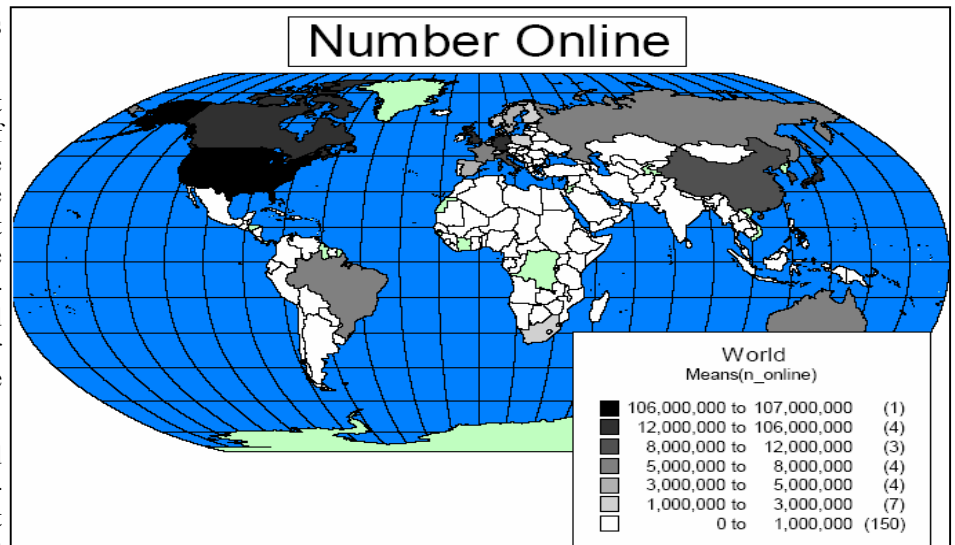 Number Online
World
Means(n_online)
106,000,000 to 107,000,000 (1)
12,000,000 to 106,000,000 (4)
8,000,000 to 12,000,000 (3)
5,000,000 to 8,000,000 (4)
3,000,000 to 5,000,000 (4)
1,000,000 to 3,000,000 (7)
0 to 1,000,000 (150)